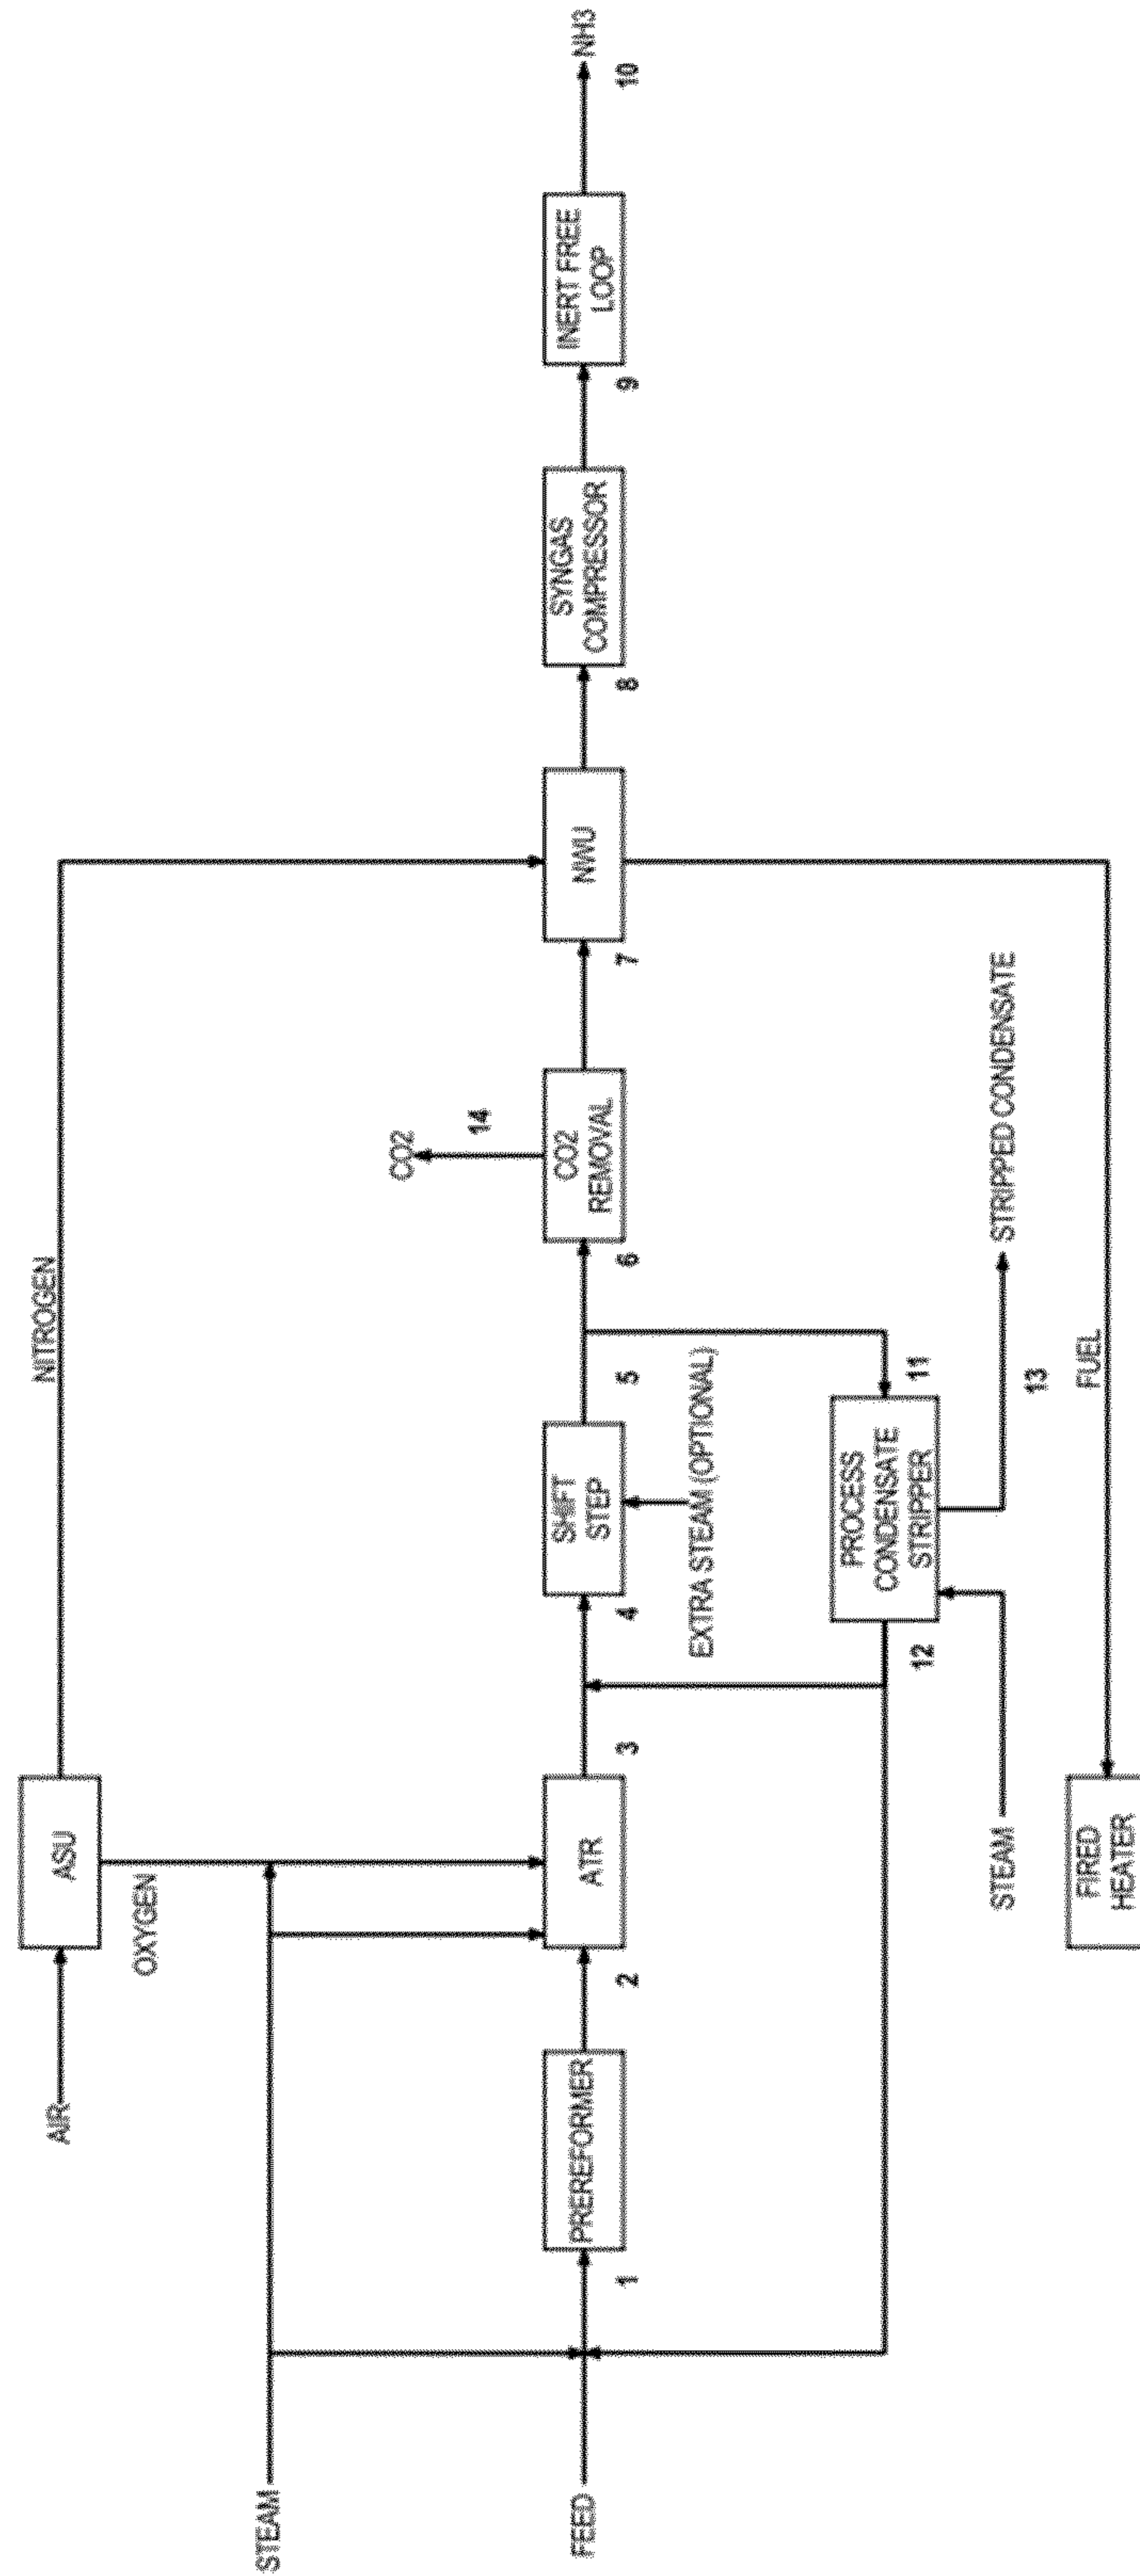 AIR
ASU
NITROGEN
OXYGEN
STEAM
CO2
14
FEED
1
PREREFORMER
2
ATR
3
4
SHIFT
STEP
5
6
CO2
REMOVAL
7
NWU
8
SYNGAS
COMPRESSOR
9
INERT FREE
LOOP
10
NH3
EXTRA STEAM (OPTIONAL)
12
PROCESS
CONDENSATE
STRIPPER
11
STEAM
13
STRIPPED CONDENSATE
FIRED
HEATER
FUEL